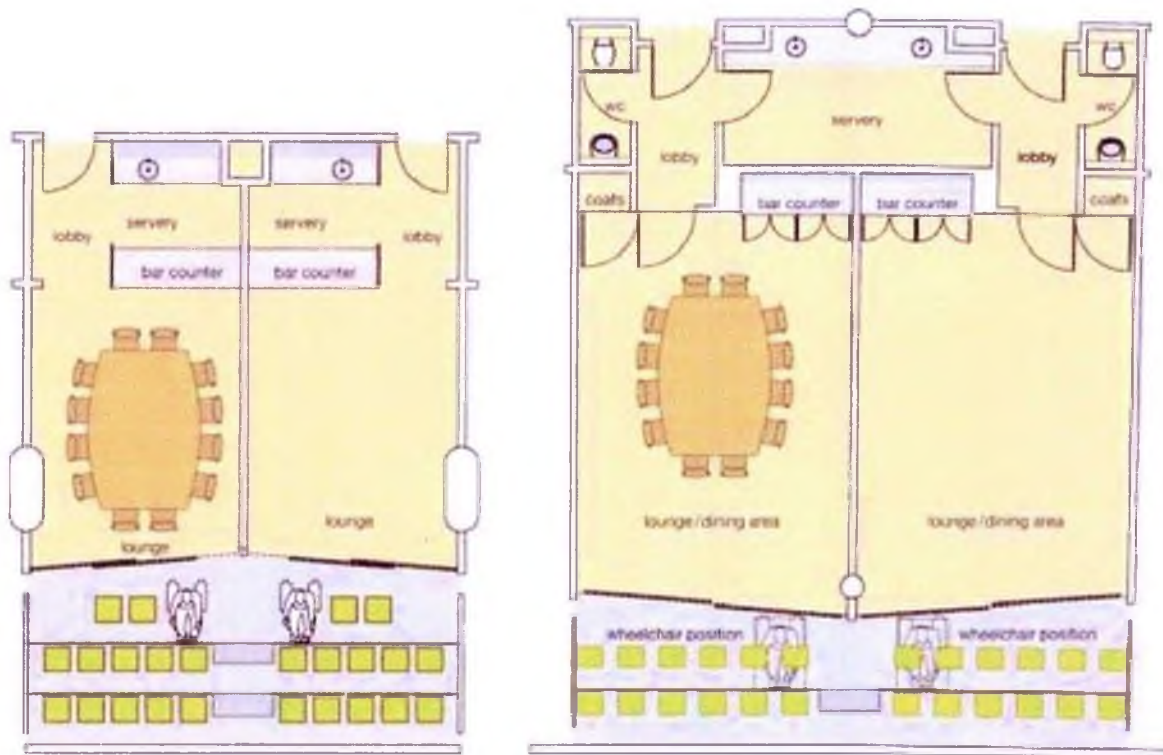 lobby
servery
servery
lobby
bar counter
bar counter
lounge
lounge
wc
servery
wc
lobby
lobby
coats
bar counter
bar counter
coats
lounge/dining area
lounge/dining area
wheelchair position
wheelchair position